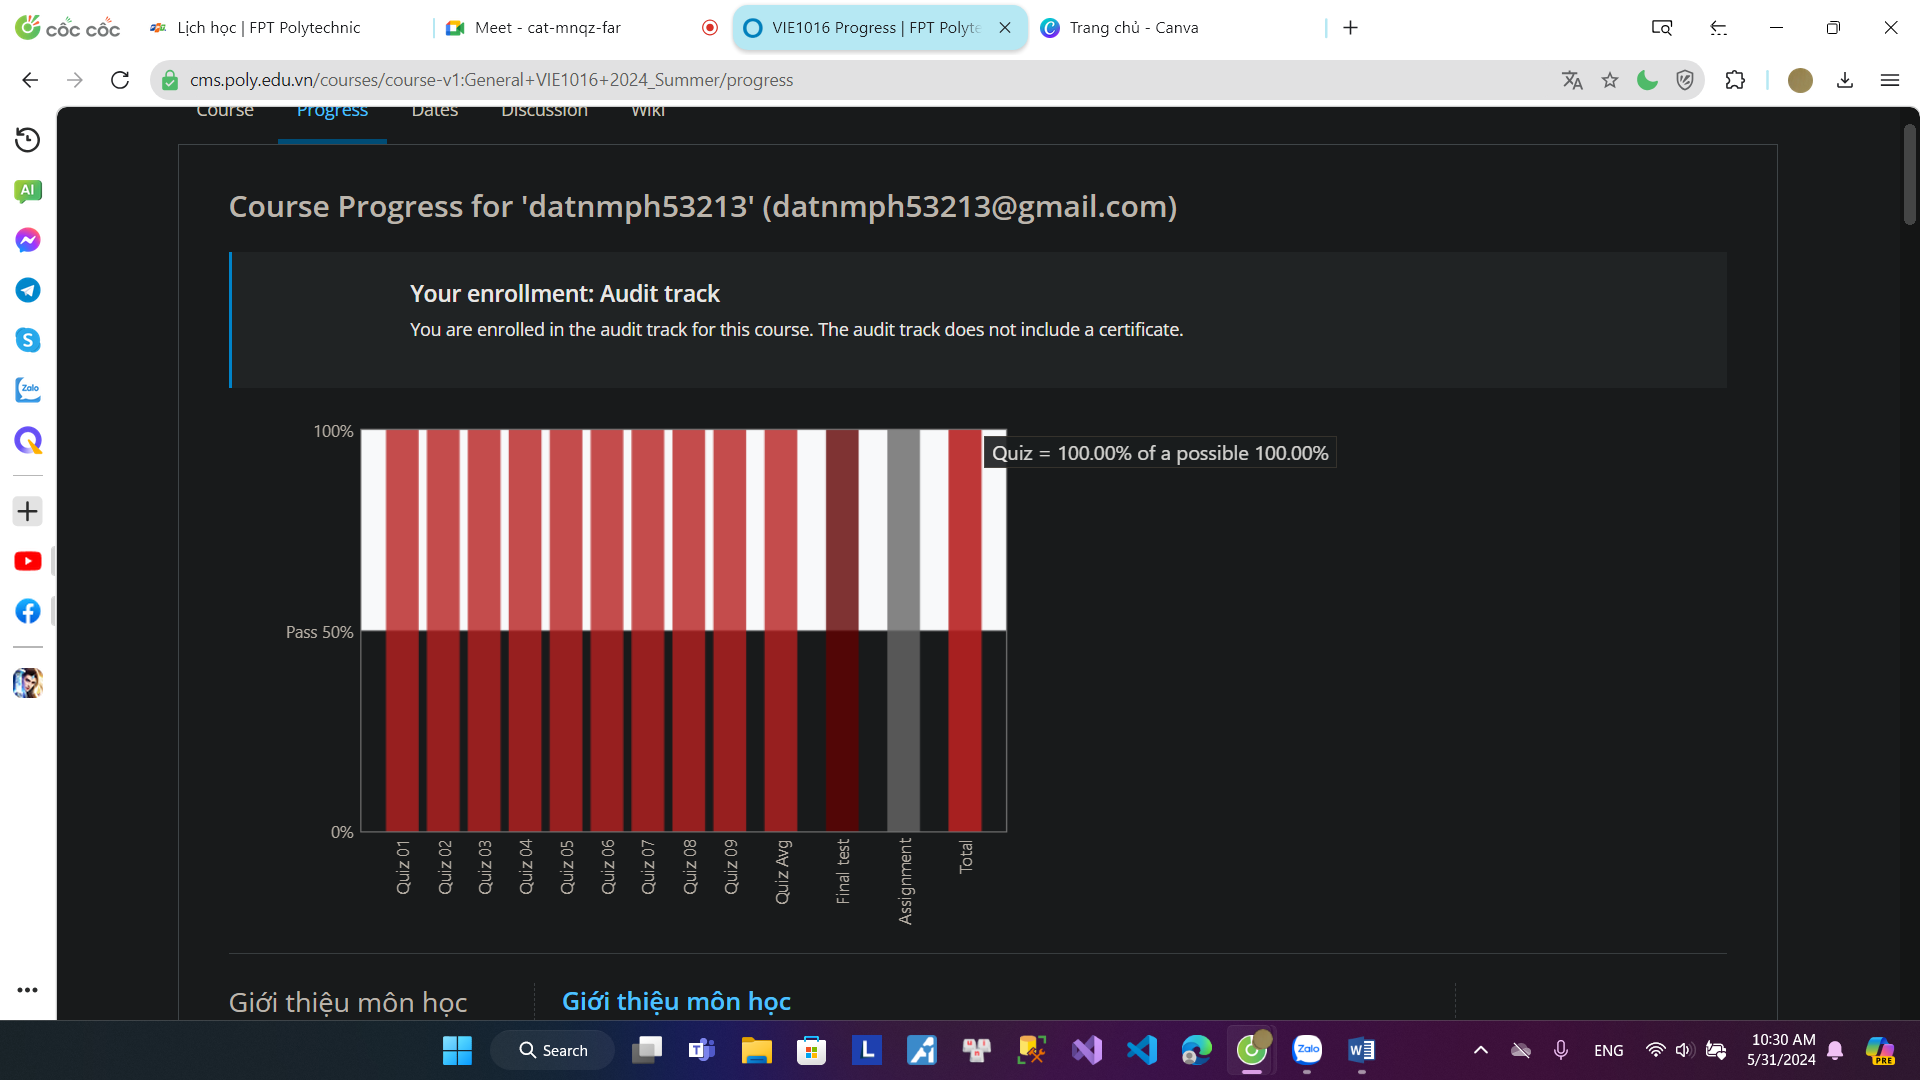 cốc cốc
Lịch học | FPT Polytechnic
Meet - cat-mnqz-far
VIE1016 Progress | FPT Polyte
Trang chủ - Canva
cms.poly.edu.vn/courses/course-v1:General+VIE1016+2024_Summer/progress
Course Progress Dates Discussion Wiki
AI
Course Progress for 'datnmph53213' (datnmph53213@gmail.com)
Your enrollment: Audit track
You are enrolled in the audit track for this course. The audit track does not include a certificate.
Zalo
100%
Quiz = 100.00% of a possible 100.00%
Pass 50%
0%
Quiz 01
Quiz 02
Quiz 03
Quiz 04
Quiz 05
Quiz 06
Quiz 07
Quiz 08
Quiz 09
Quiz Avg
Final test
Assignment
Total
Giới thiệu môn học
Giới thiệu môn học
Search
L
Zalo
ENG
10:30 AM
5/31/2024
PRE